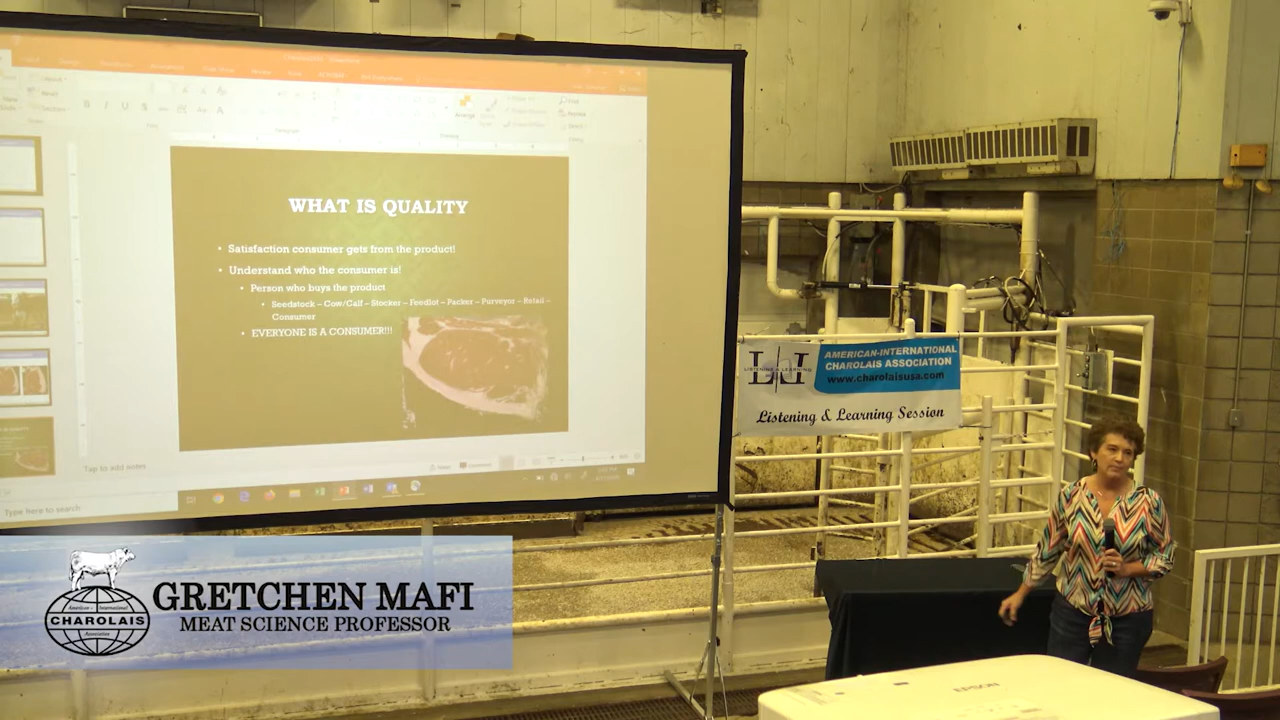 B I U S
Arrange
Replace
WHAT IS QUALITY
• Satisfaction consumer gets from the product!
• Understand who the consumer is!
• Person who buys the product
• Seedstock – Cow/Calf – Stocker – Feedlot – Packer – Purveyor – Retail –
Consumer
• EVERYONE IS A CONSUMER!!!
Tap to add notes
Type here to search
LISTENING & LEARNING
AMERICAN-INTERNATIONAL
CHAROLAIS ASSOCIATION
www.charolaisusa.com
Listening & Learning Session
American - International
CHAROLAIS
Association
GRETCHEN MAFI
MEAT SCIENCE PROFESSOR
EPSON